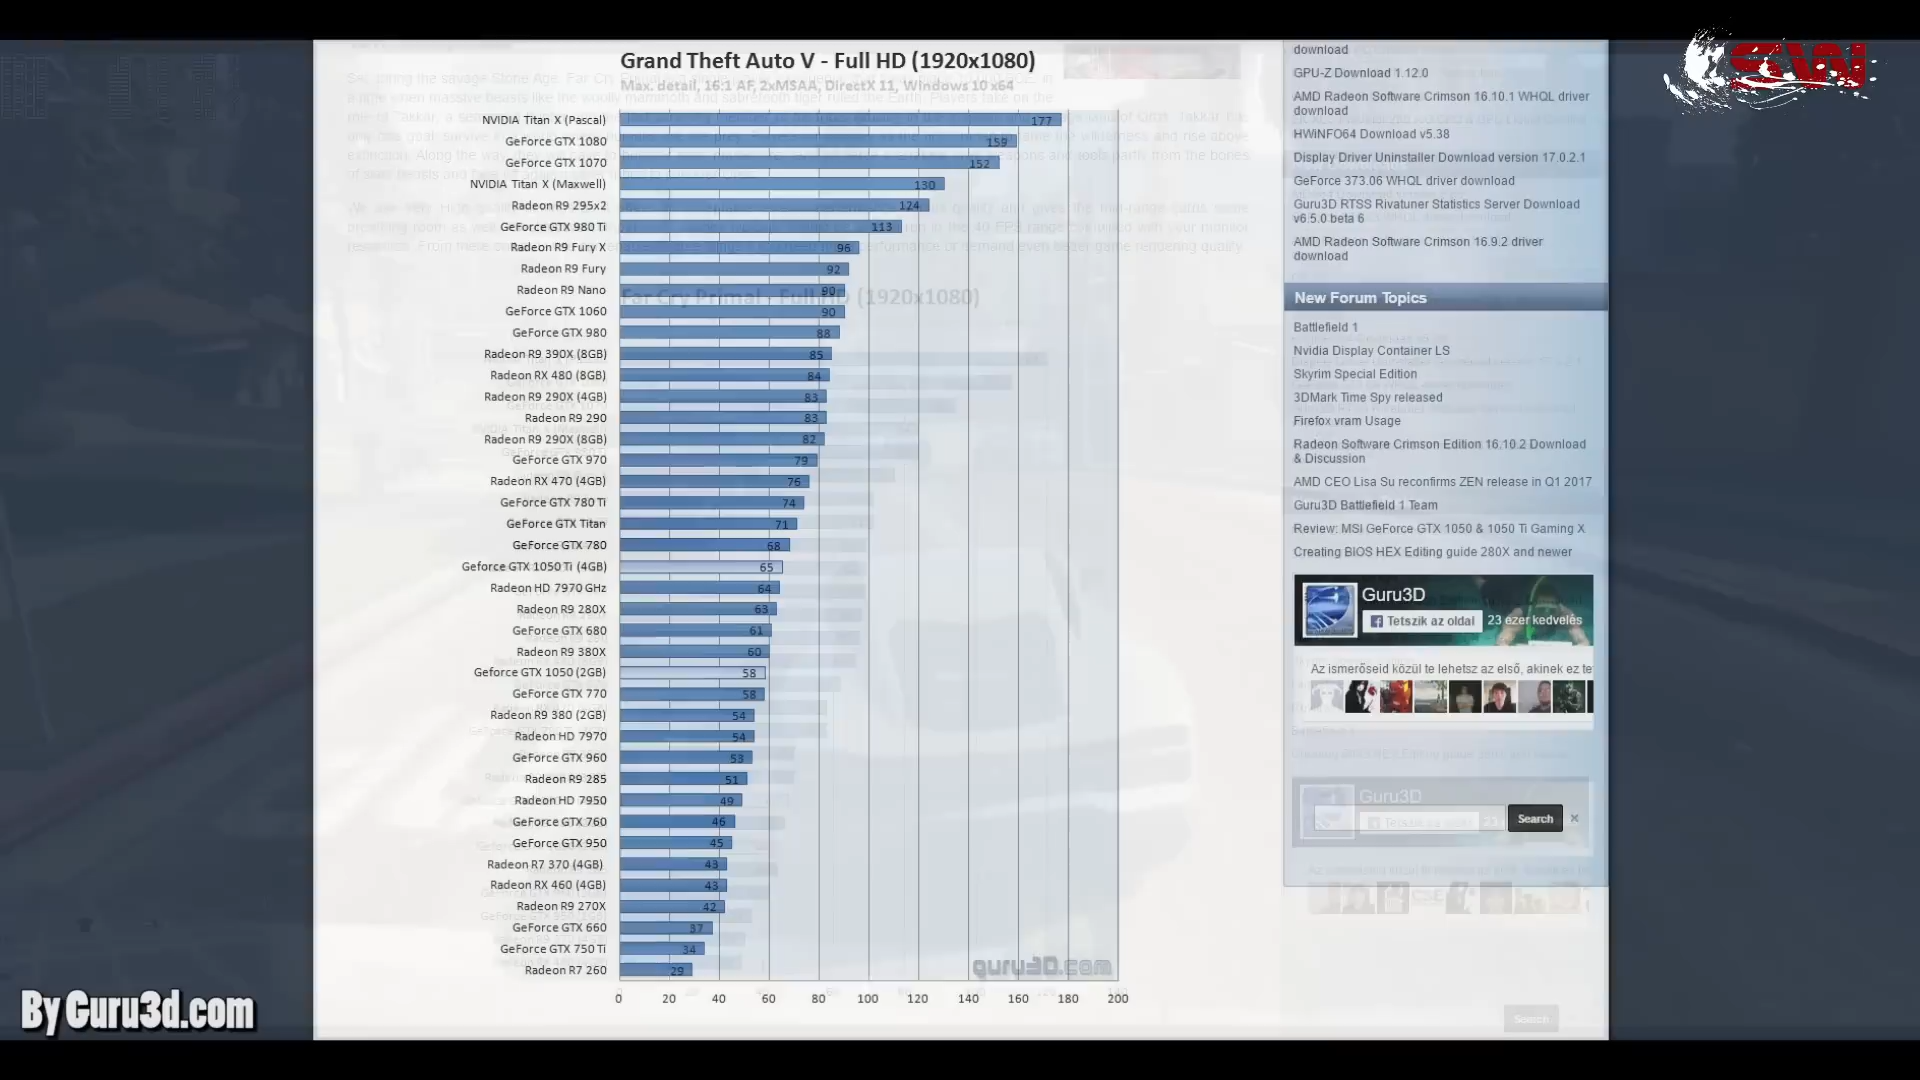 Grand Theft Auto V - Full HD (1920x1080)
Max. detail, 16:1 AF, 2xMSAA, DirectX 11, Windows 10 x64
NVIDIA Titan X (Pascal) 177
GeForce GTX 1080 159
GeForce GTX 1070 152
NVIDIA Titan X (Maxwell) 130
Radeon R9 295x2 124
GeForce GTX 980 Ti 113
Radeon R9 Fury X 96
Radeon R9 Fury 92
Radeon R9 Nano 90
GeForce GTX 1060 90
GeForce GTX 980 88
Radeon R9 390X (8GB) 85
Radeon RX 480 (8GB) 84
Radeon R9 290X (4GB) 83
Radeon R9 290 83
Radeon R9 290X (8GB) 82
GeForce GTX 970 79
Radeon RX 470 (4GB) 76
GeForce GTX 780 Ti 74
GeForce GTX Titan 71
GeForce GTX 780 68
Geforce GTX 1050 Ti (4GB) 65
Radeon HD 7970 GHz 64
Radeon R9 280X 63
GeForce GTX 680 61
Radeon R9 380X 60
Geforce GTX 1050 (2GB) 58
GeForce GTX 770 58
Radeon R9 380 (2GB) 54
Radeon HD 7970 54
GeForce GTX 960 53
Radeon R9 285 51
Radeon HD 7950 49
GeForce GTX 760 46
GeForce GTX 950 45
Radeon R7 370 (4GB) 43
Radeon RX 460 (4GB) 43
Radeon R9 270X 42
GeForce GTX 660 37
GeForce GTX 750 Ti 34
Radeon R7 260 29
0 20 40 60 80 100 120 140 160 180 200
guru3D.com
Far Cry Primal - Full HD (1920x1080)
download
GPU-Z Download 1.12.0
AMD Radeon Software Crimson 16.10.1 WHQL driver
download
HWiNFO64 Download v5.38
Display Driver Uninstaller Download version 17.0.2.1
GeForce 373.06 WHQL driver download
Guru3D RTSS Rivatuner Statistics Server Download
v6.5.0 beta 6
AMD Radeon Software Crimson 16.9.2 driver
download
New Forum Topics
Battlefield 1
Nvidia Display Container LS
Skyrim Special Edition
3DMark Time Spy released
Firefox vram Usage
Radeon Software Crimson Edition 16.10.2 Download
& Discussion
AMD CEO Lisa Su reconfirms ZEN release in Q1 2017
Guru3D Battlefield 1 Team
Review: MSI GeForce GTX 1050 & 1050 Ti Gaming X
Creating BIOS HEX Editing guide 280X and newer
Guru3D
Tetszik az oldal 23 ezer kedvelés
Az ismerőseid közül te lehetsz az első, akinek ez te
Guru3D
Tetszik az oldal 23
Search ×
Search
By Guru3d.com
SW